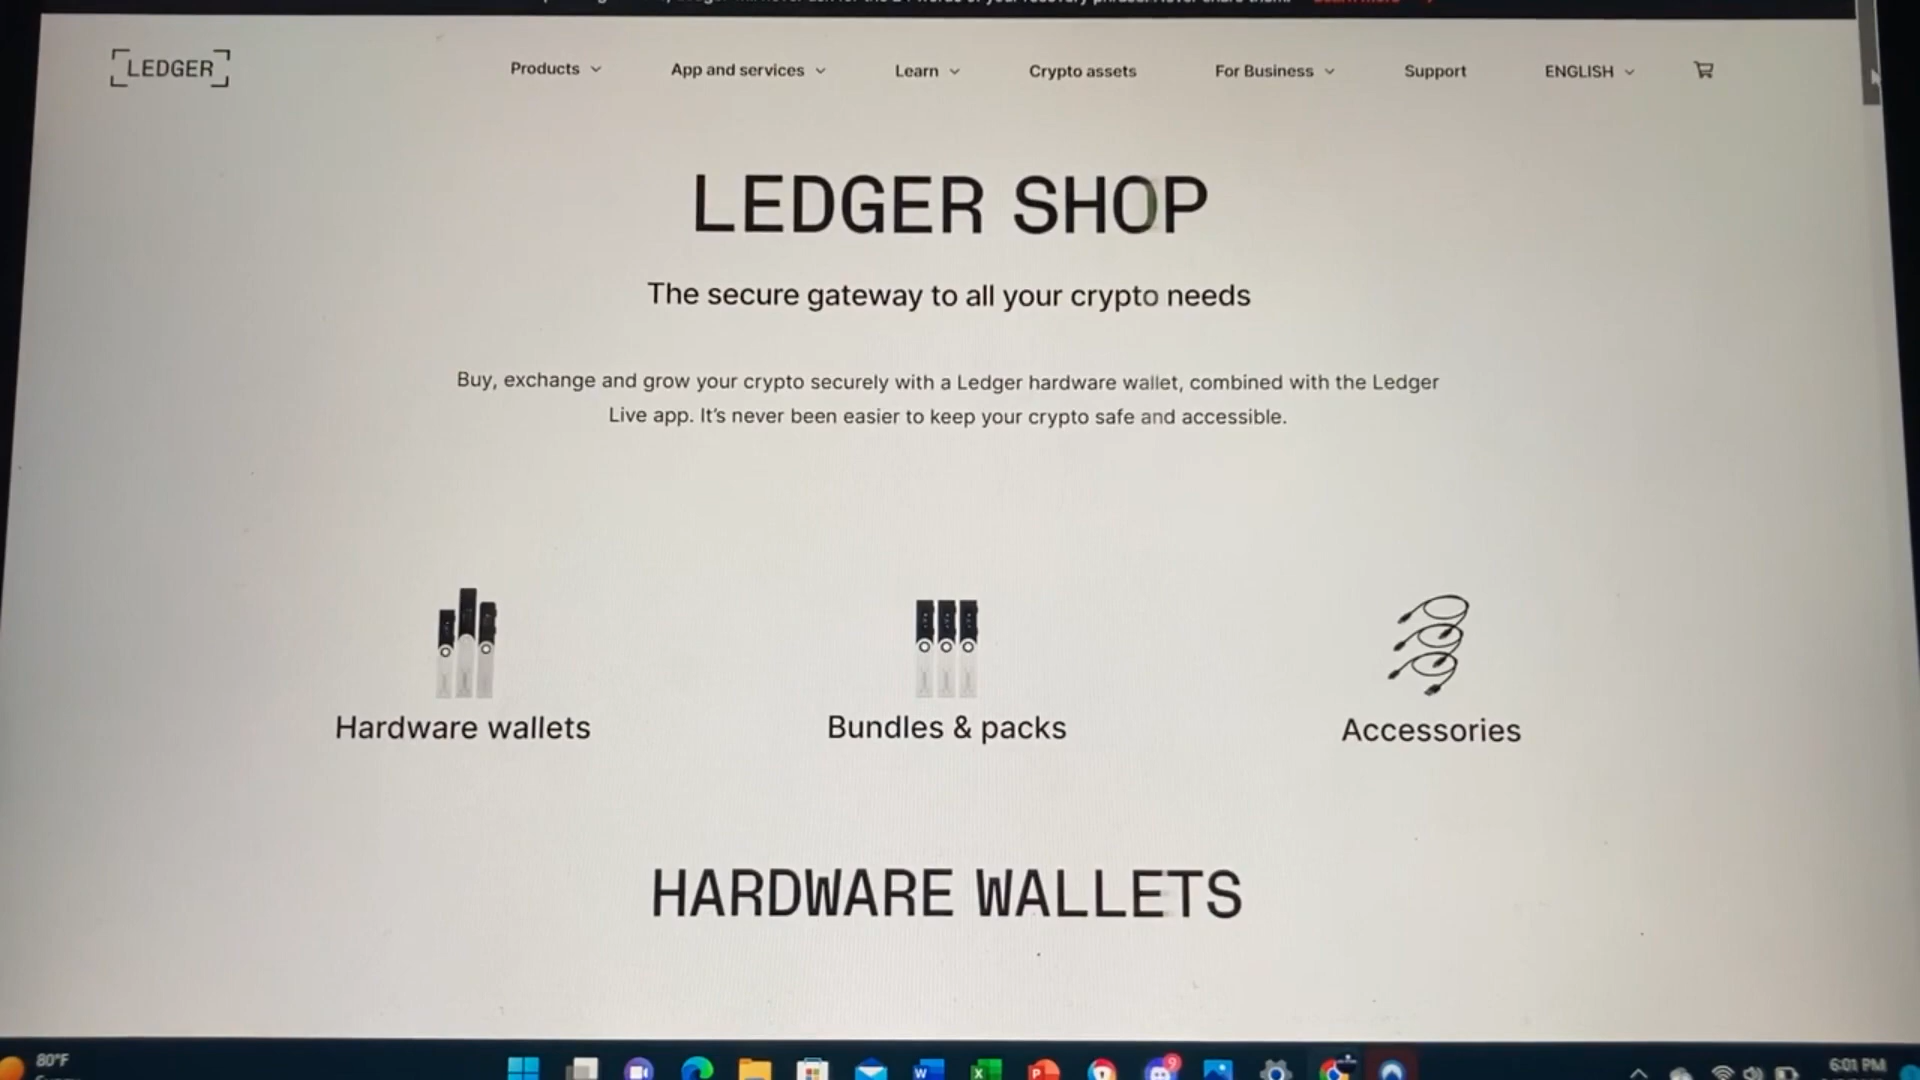 LEDGER
Products
App and services
Learn
Crypto assets
For Business
Support
ENGLISH
LEDGER SHOP
The secure gateway to all your crypto needs
Buy, exchange and grow your crypto securely with a Ledger hardware wallet, combined with the Ledger
Live app. It's never been easier to keep your crypto safe and accessible.
Hardware wallets
Bundles & packs
Accessories
HARDWARE WALLETS
80°F
9
6:01 PM